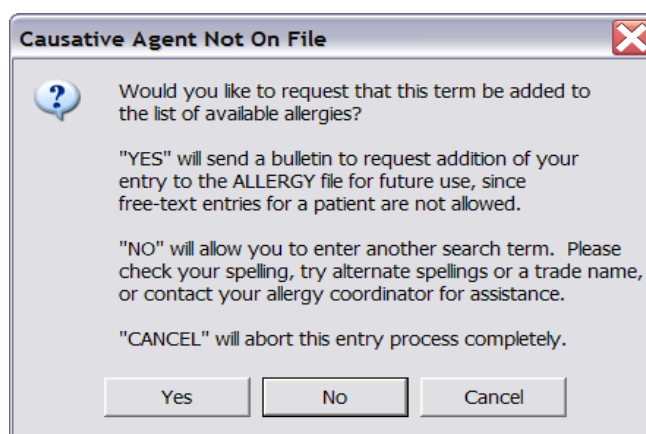 Causative Agent Not On File
Would you like to request that this term be added to
the list of available allergies?
"YES" will send a bulletin to request addition of your
entry to the ALLERGY file for future use, since
free-text entries for a patient are not allowed.
"NO" will allow you to enter another search term. Please
check your spelling, try alternate spellings or a trade name,
or contact your allergy coordinator for assistance.
"CANCEL" will abort this entry process completely.
Yes No Cancel